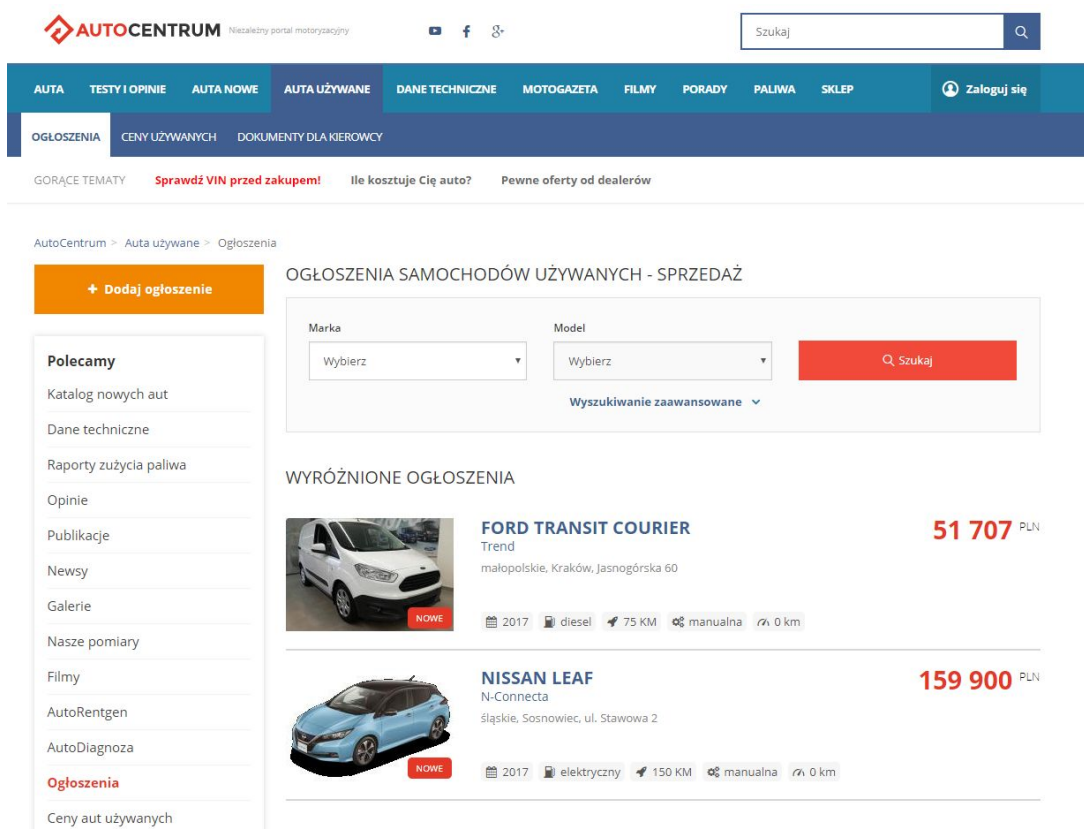 AUTOCENTRUM Niezależny portal motoryzacyjny
Szukaj
AUTA TESTY I OPINIE AUTA NOWE AUTA UŻYWANE DANE TECHNICZNE MOTOGAZETA FILMY PORADY PALIWA SKLEP Zaloguj się
OGŁOSZENIA CENY UŻYWANYCH DOKUMENTY DLA KIEROWCY
GORĄCE TEMATY Sprawdź VIN przed zakupem! Ile kosztuje Cię auto? Pewne oferty od dealerów
AutoCentrum > Auta używane > Ogłoszenia
+ Dodaj ogłoszenie
Polecamy
Katalog nowych aut
Dane techniczne
Raporty zużycia paliwa
Opinie
Publikacje
Newsy
Galerie
Nasze pomiary
Filmy
AutoRentgen
AutoDiagnoza
Ogłoszenia
Ceny aut używanych
OGŁOSZENIA SAMOCHODÓW UŻYWANYCH - SPRZEDAŻ
Marka Model
Wybierz Wybierz Szukaj
Wyszukiwanie zaawansowane
WYRÓŻNIONE OGŁOSZENIA
FORD TRANSIT COURIER 51 707 PLN
Trend
małopolskie, Kraków, Jasnogórska 60
NOWE
2017 diesel 75 KM manualna 0 km
NISSAN LEAF 159 900 PLN
N-Connecta
śląskie, Sosnowiec, ul. Stawowa 2
NOWE
2017 elektryczny 150 KM manualna 0 km